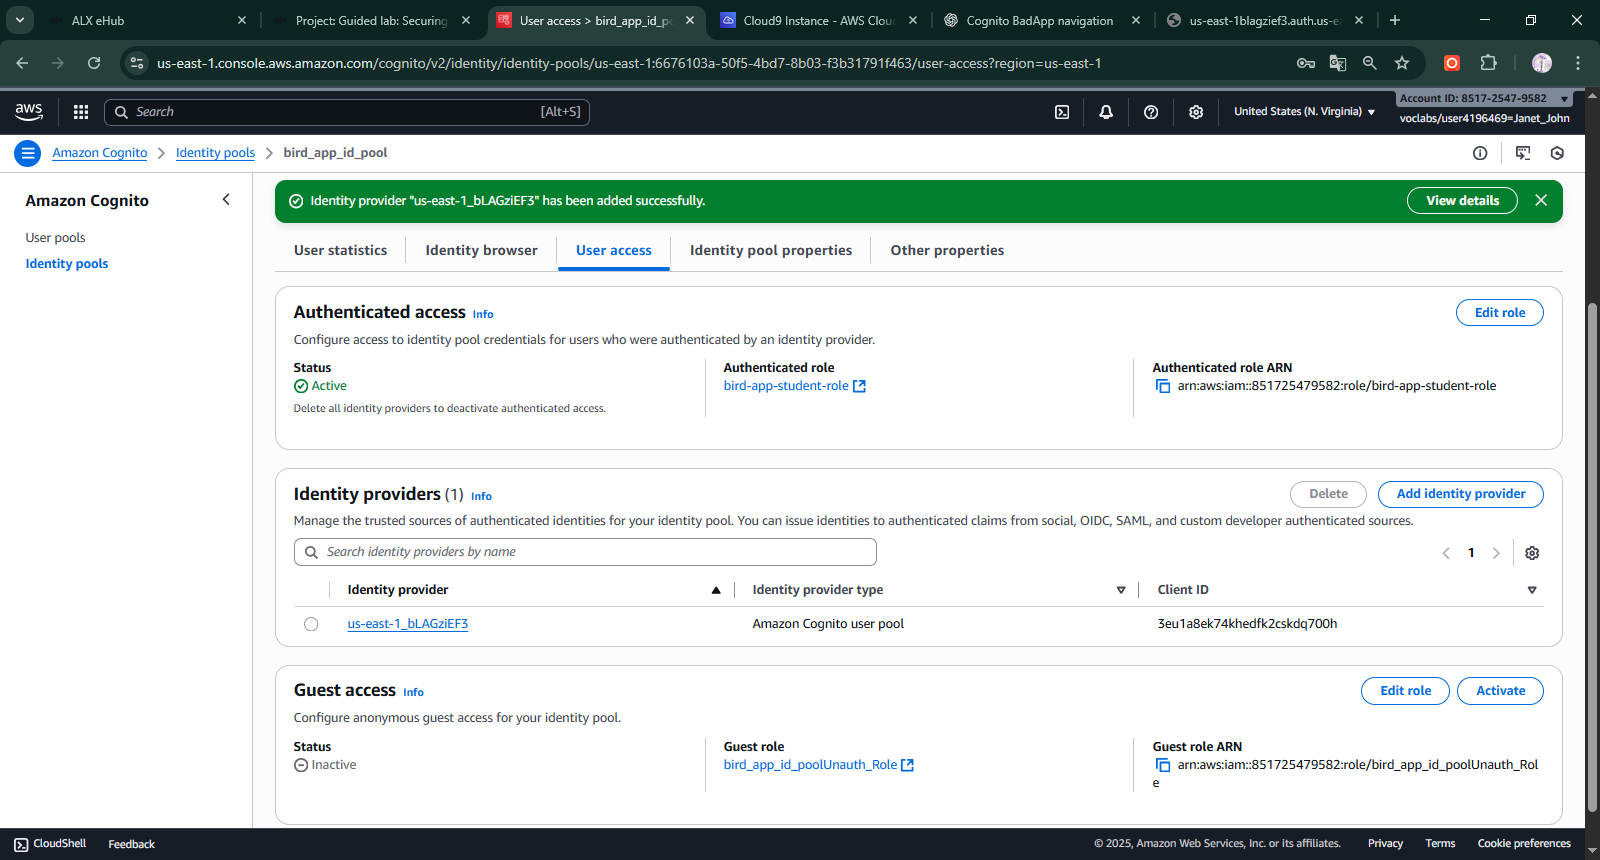 ALX eHub
Project: Guided lab: Securing
User access > bird_app_id_po
Cloud9 Instance - AWS Clou
Cognito BadApp navigation
us-east-1blagzief3.auth.us-ea
us-east-1.console.aws.amazon.com/cognito/v2/identity/identity-pools/us-east-1:6676103a-50f5-4bd7-8b03-f3b31791f463/user-access?region=us-east-1
aws
Search
[Alt+S]
United States (N. Virginia)
Account ID: 8517-2547-9582
voclabs/user4196469=Janet_John
Amazon Cognito
Identity pools
bird_app_id_pool
Amazon Cognito
User pools
Identity pools
Identity provider "us-east-1_bLAGziEF3" has been added successfully.
View details
User statistics
Identity browser
User access
Identity pool properties
Other properties
Authenticated access Info
Edit role
Configure access to identity pool credentials for users who were authenticated by an identity provider.
Status
Active
Delete all identity providers to deactivate authenticated access.
Authenticated role
bird-app-student-role
Authenticated role ARN
arn:aws:iam::851725479582:role/bird-app-student-role
Identity providers (1) Info
Delete
Add identity provider
Manage the trusted sources of authenticated identities for your identity pool. You can issue identities to authenticated claims from social, OIDC, SAML, and custom developer authenticated sources.
Search identity providers by name
1
Identity provider
Identity provider type
Client ID
us-east-1_bLAGziEF3
Amazon Cognito user pool
3eu1a8ek74khedfk2cskdq700h
Guest access Info
Edit role
Activate
Configure anonymous guest access for your identity pool.
Status
Inactive
Guest role
bird_app_id_poolUnauth_Role
Guest role ARN
arn:aws:iam::851725479582:role/bird_app_id_poolUnauth_Rol
e
CloudShell
Feedback
© 2025, Amazon Web Services, Inc. or its affiliates.
Privacy
Terms
Cookie preferences